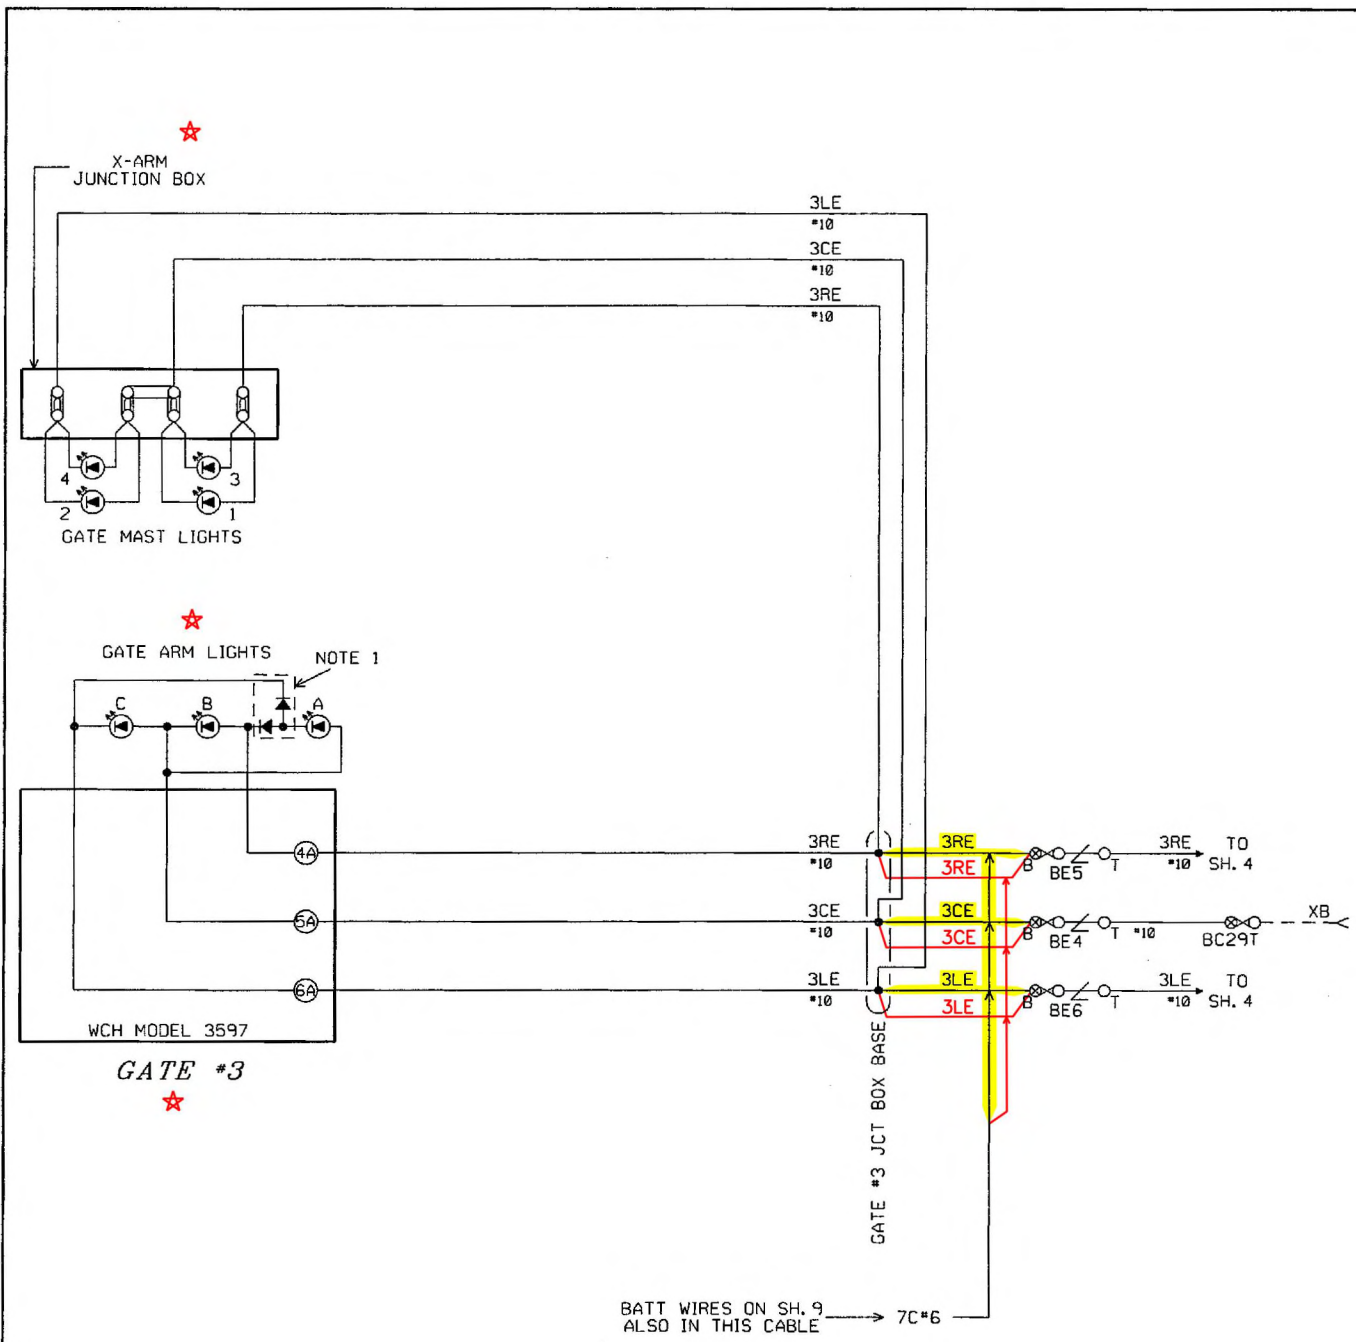 X-ARM
JUNCTION BOX
3LE
#10
3CE
#10
3RE
#10
4
3
2
1
GATE MAST LIGHTS
GATE ARM LIGHTS
NOTE 1
C
B
A
4A
3RE
#10
3RE
3RE
B
BE5
T
3RE
#10
TO
SH. 4
5A
3CE
#10
3CE
3CE
B
BE4
T
#10
BC29T
XB
6A
3LE
#10
3LE
3LE
B
BE6
T
3LE
#10
TO
SH. 4
WCH MODEL 3597
GATE #3
GATE #3 JCT BOX BASE
BATT WIRES ON SH. 9
ALSO IN THIS CABLE
7C#6